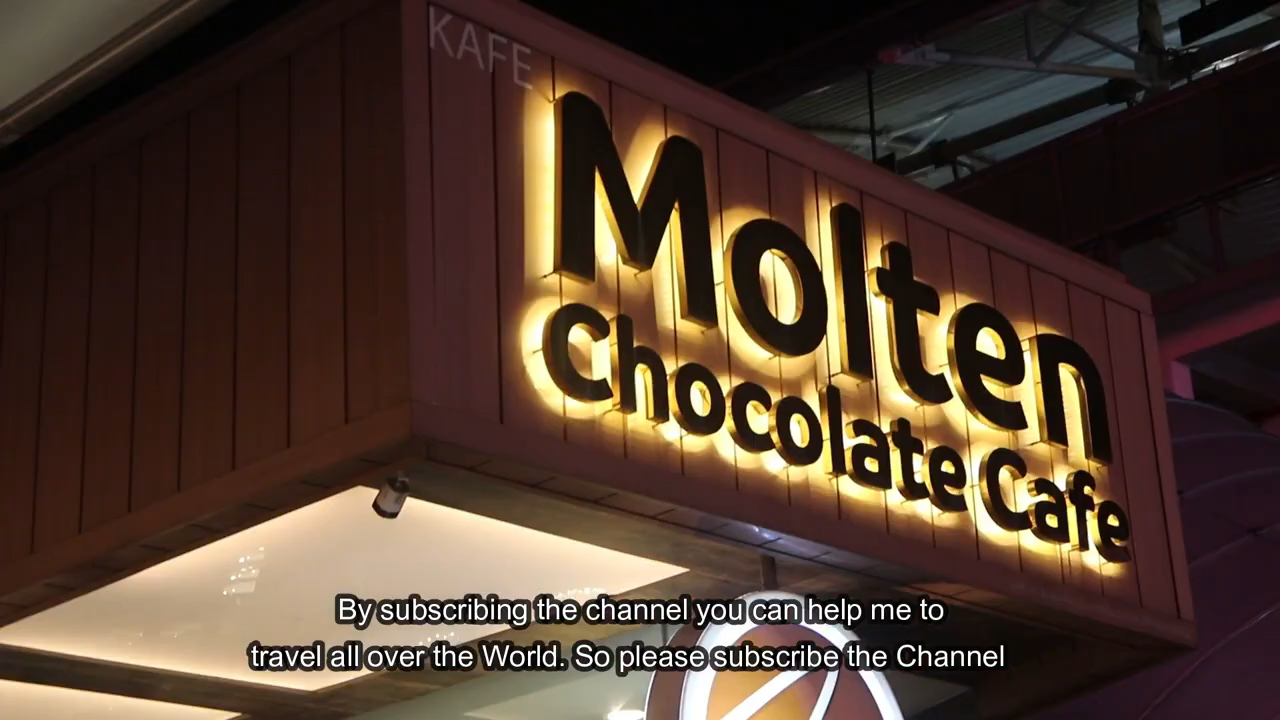 KAFE
Molten
Chocolate Cafe
By subscribing the channel you can help me to
travel all over the World. So please subscribe the Channel